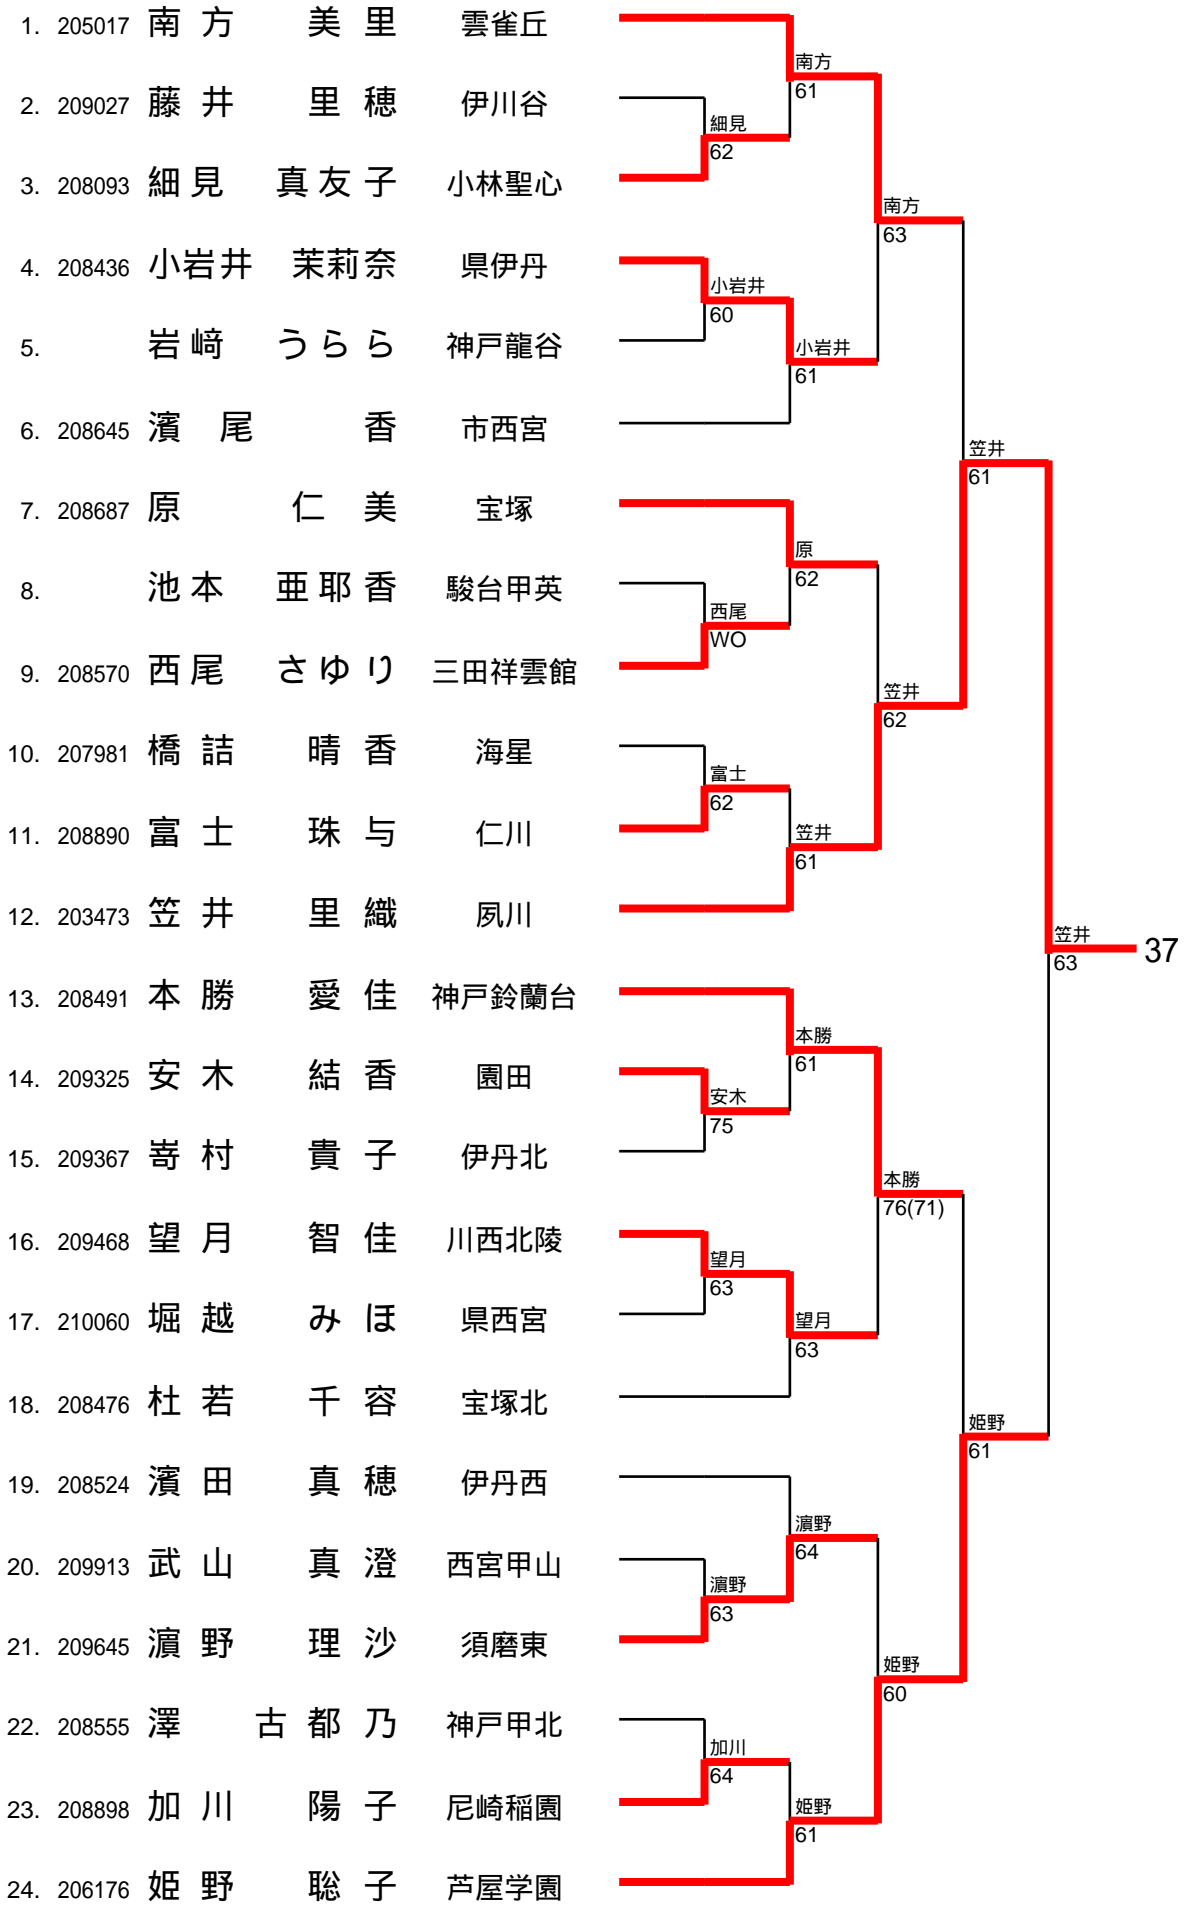 1. 205017 南方 美里 雲雀丘
2. 209027 藤井 里穂 伊川谷
3. 208093 細見 真友子 小林聖心
4. 208436 小岩井 茉莉奈 県伊丹
5. 岩﨑 うらら 神戸龍谷
6. 208645 濱尾 香 市西宮
7. 208687 原 仁美 宝塚
8. 池本 亜耶香 駿台甲英
9. 208570 西尾 さゆり 三田祥雲館
10. 207981 橋詰 晴香 海星
11. 208890 富士 珠与 仁川
12. 203473 笠井 里織 夙川
13. 208491 本勝 愛佳 神戸鈴蘭台
14. 209325 安木 結香 園田
15. 209367 嵜村 貴子 伊丹北
16. 209468 望月 智佳 川西北陵
17. 210060 堀越 みほ 県西宮
18. 208476 杜若 千容 宝塚北
19. 208524 濱田 真穂 伊丹西
20. 209913 武山 真澄 西宮甲山
21. 209645 濵野 理沙 須磨東
22. 208555 澤 古都乃 神戸甲北
23. 208898 加川 陽子 尼崎稲園
24. 206176 姫野 聡子 芦屋学園
細見
62
小岩井
60
西尾
WO
富士
62
安木
75
望月
63
濵野
63
加川
64
南方
61
小岩井
61
原
62
笠井
61
本勝
61
望月
63
濵野
64
姫野
61
南方
63
笠井
62
本勝
76(71)
姫野
60
笠井
61
姫野
61
笠井
63
37